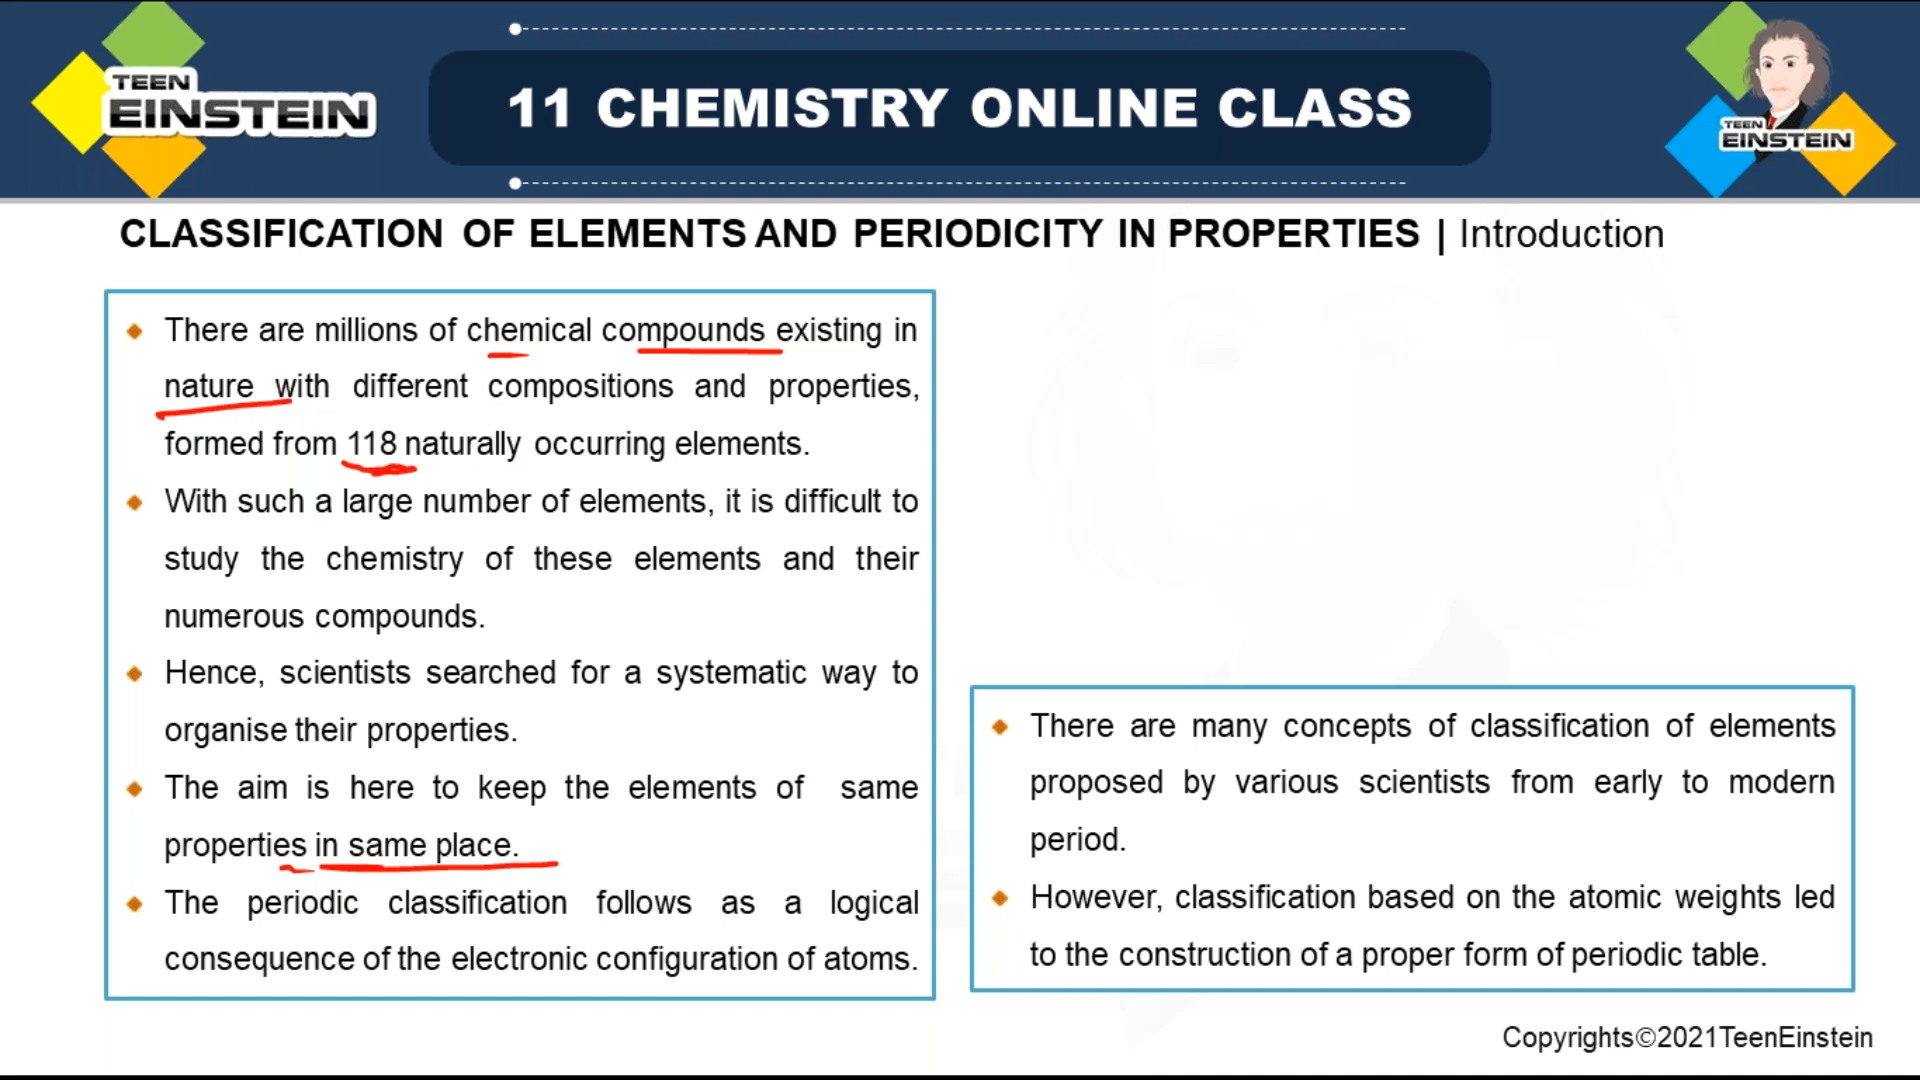 TEEN
EINSTEIN
11 CHEMISTRY ONLINE CLASS
TEEN
EINSTEIN
CLASSIFICATION OF ELEMENTS AND PERIODICITY IN PROPERTIES | Introduction
There are millions of chemical compounds existing in
nature with different compositions and properties,
formed from 118 naturally occurring elements.
With such a large number of elements, it is difficult to
study the chemistry of these elements and their
numerous compounds.
Hence, scientists searched for a systematic way to
organise their properties.
The aim is here to keep the elements of same
properties in same place.
The periodic classification follows as a logical
consequence of the electronic configuration of atoms.
There are many concepts of classification of elements
proposed by various scientists from early to modern
period.
However, classification based on the atomic weights led
to the construction of a proper form of periodic table.
Copyrights©2021TeenEinstein